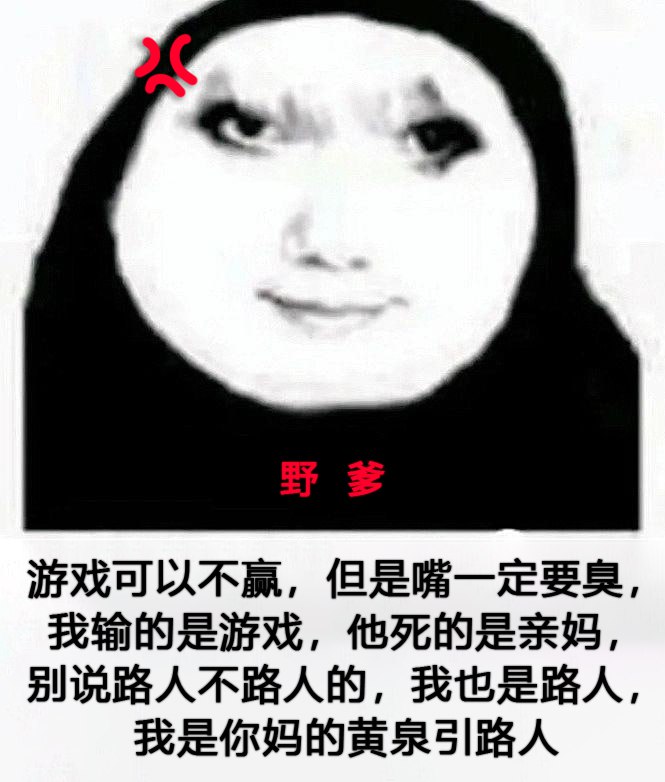 野 爹
游戏可以不赢，但是嘴一定要臭，
我输的是游戏，他死的是亲妈，
别说路人不路人的，我也是路人，
我是你妈的黄泉引路人